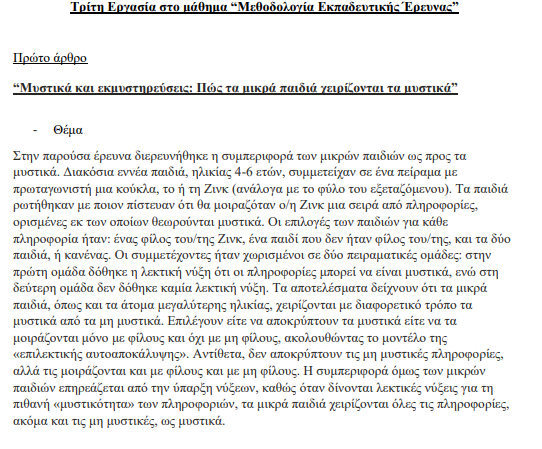 Τρίτη Εργασία στο μάθημα “Μεθοδολογία Εκπαδευτικής Έρευνας”
Πρώτο άρθρο
“Μυστικά και εκμυστηρεύσεις: Πώς τα μικρά παιδιά χειρίζονται τα μυστικά”
- Θέμα
Στην παρούσα έρευνα διερευνήθηκε η συμπεριφορά των μικρών παιδιών ως προς τα
μυστικά. Διακόσια εννέα παιδιά, ηλικίας 4-6 ετών, συμμετείχαν σε ένα πείραμα με
πρωταγωνιστή μια κούκλα, το ή τη Ζινκ (ανάλογα με το φύλο του εξεταζόμενου). Τα παιδιά
ρωτήθηκαν με ποιον πίστευαν ότι θα μοιραζόταν ο/η Ζινκ μια σειρά από πληροφορίες,
ορισμένες εκ των οποίων θεωρούνται μυστικά. Οι επιλογές των παιδιών για κάθε
πληροφορία ήταν: ένας φίλος του/της Ζινκ, ένα παιδί που δεν ήταν φίλος του/της, και τα δύο
παιδιά, ή κανένας. Οι συμμετέχοντες ήταν χωρισμένοι σε δύο πειραματικές ομάδες: στην
πρώτη ομάδα δόθηκε η λεκτική νύξη ότι οι πληροφορίες μπορεί να είναι μυστικά, ενώ στη
δεύτερη ομάδα δεν δόθηκε καμία λεκτική νύξη. Τα αποτελέσματα δείχνουν ότι τα μικρά
παιδιά, όπως και τα άτομα μεγαλύτερης ηλικίας, χειρίζονται με διαφορετικό τρόπο τα
μυστικά από τα μη μυστικά. Επιλέγουν είτε να αποκρύπτουν τα μυστικά είτε να τα
μοιράζονται μόνο με φίλους και όχι με μη φίλους, ακολουθώντας το μοντέλο της
«επιλεκτικής αυτοαποκάλυψης». Αντίθετα, δεν αποκρύπτουν τις μη μυστικές πληροφορίες,
αλλά τις μοιράζονται και με φίλους και με μη φίλους. Η συμπεριφορά όμως των μικρών
παιδιών επηρεάζεται από την ύπαρξη νύξεων, καθώς όταν δίνονται λεκτικές νύξεις για τη
πιθανή «μυστικότητα» των πληροφοριών, τα μικρά παιδιά χειρίζονται όλες τις πληροφορίες,
ακόμα και τις μη μυστικές, ως μυστικά.